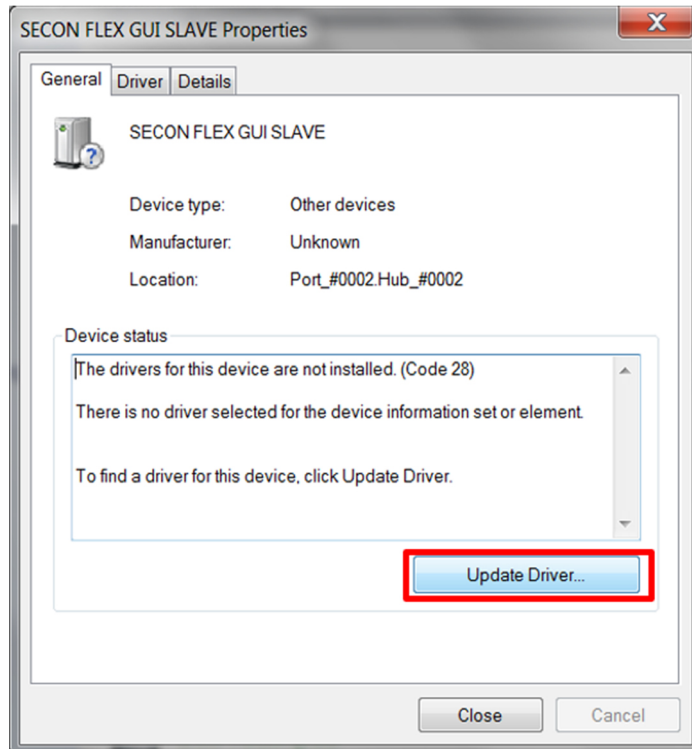 SECON FLEX GUI SLAVE Properties
X
General Driver Details
SECON FLEX GUI SLAVE
Device type: Other devices
Manufacturer: Unknown
Location: Port_#0002.Hub_#0002
Device status
The drivers for this device are not installed. (Code 28)
There is no driver selected for the device information set or element.
To find a driver for this device, click Update Driver.
Update Driver...
Close Cancel